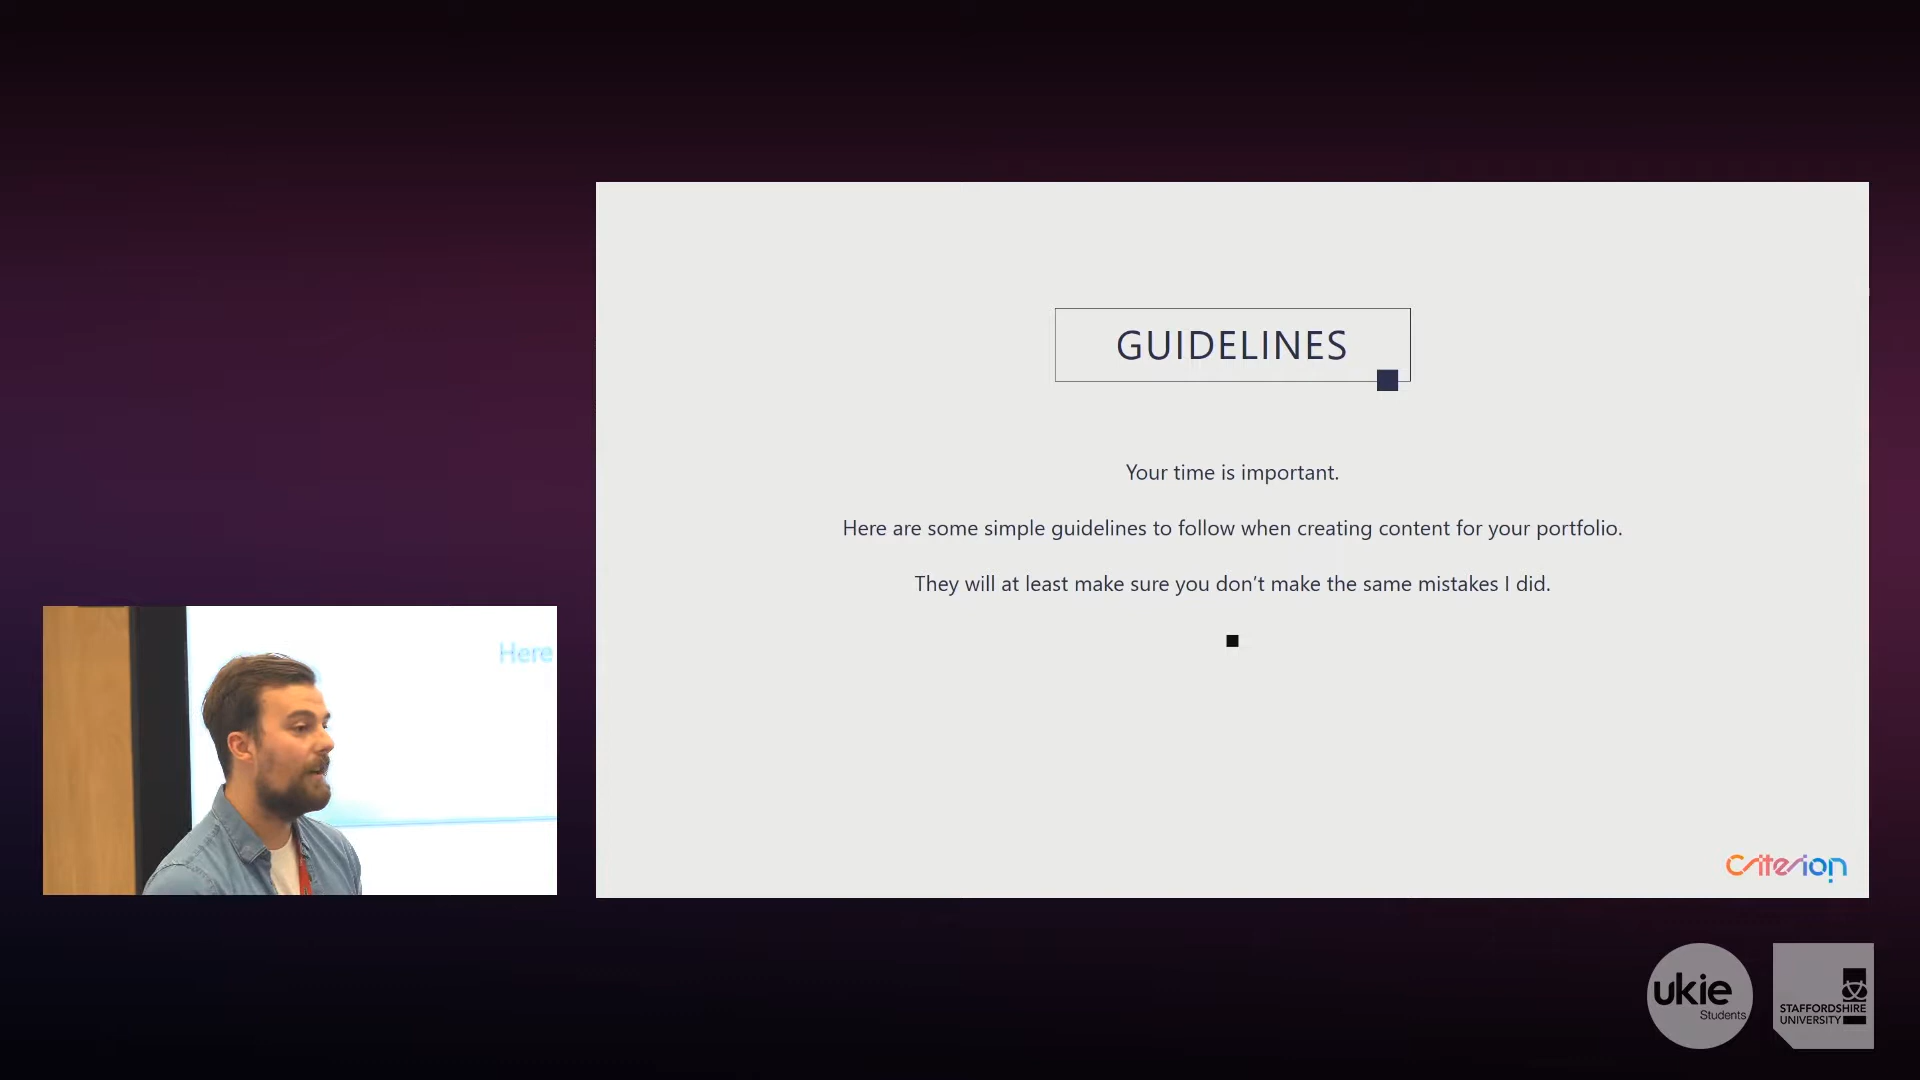 GUIDELINES
Your time is important.
Here are some simple guidelines to follow when creating content for your portfolio.
They will at least make sure you don't make the same mistakes I did.
Here
Criterion
ukie
Students
STAFFORDSHIRE
UNIVERSITY